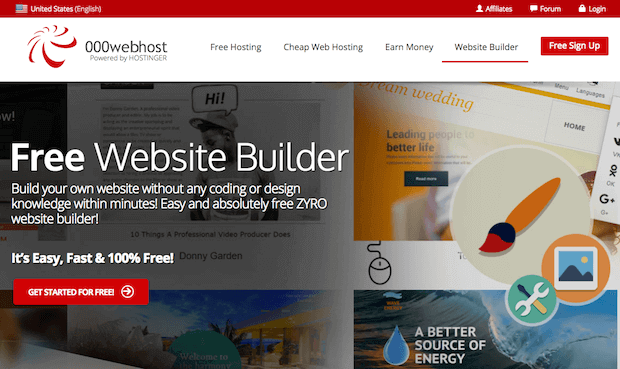 United States (English)
Affiliates
Forum
Login
000webhost
Powered by HOSTINGER
Free Hosting
Cheap Web Hosting
Earn Money
Website Builder
Free Sign Up
Hi!
Dream wedding
Menu
Languages
HOME
Leading people to
better life
Read more
Free Website Builder
Build your own website without any coding or design
knowledge within minutes! Easy and absolutely free ZYRO
website builder!
10 Things A Professional Video Producer Does
It's Easy, Fast & 100% Free!
Donny Garden
GET STARTED FOR FREE!
VK
OK
G+
G+
Welcome to
A BETTER
SOURCE OF
ENERGY